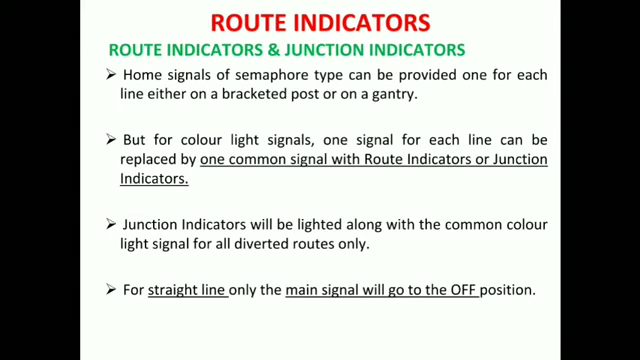 ROUTE INDICATORS
ROUTE INDICATORS & JUNCTION INDICATORS
➢ Home signals of semaphore type can be provided one for each
line either on a bracketed post or on a gantry.
➢ But for colour light signals, one signal for each line can be
replaced by one common signal with Route Indicators or Junction
Indicators.
➢ Junction Indicators will be lighted along with the common colour
light signal for all diverted routes only.
➢ For straight line only the main signal will go to the OFF position.